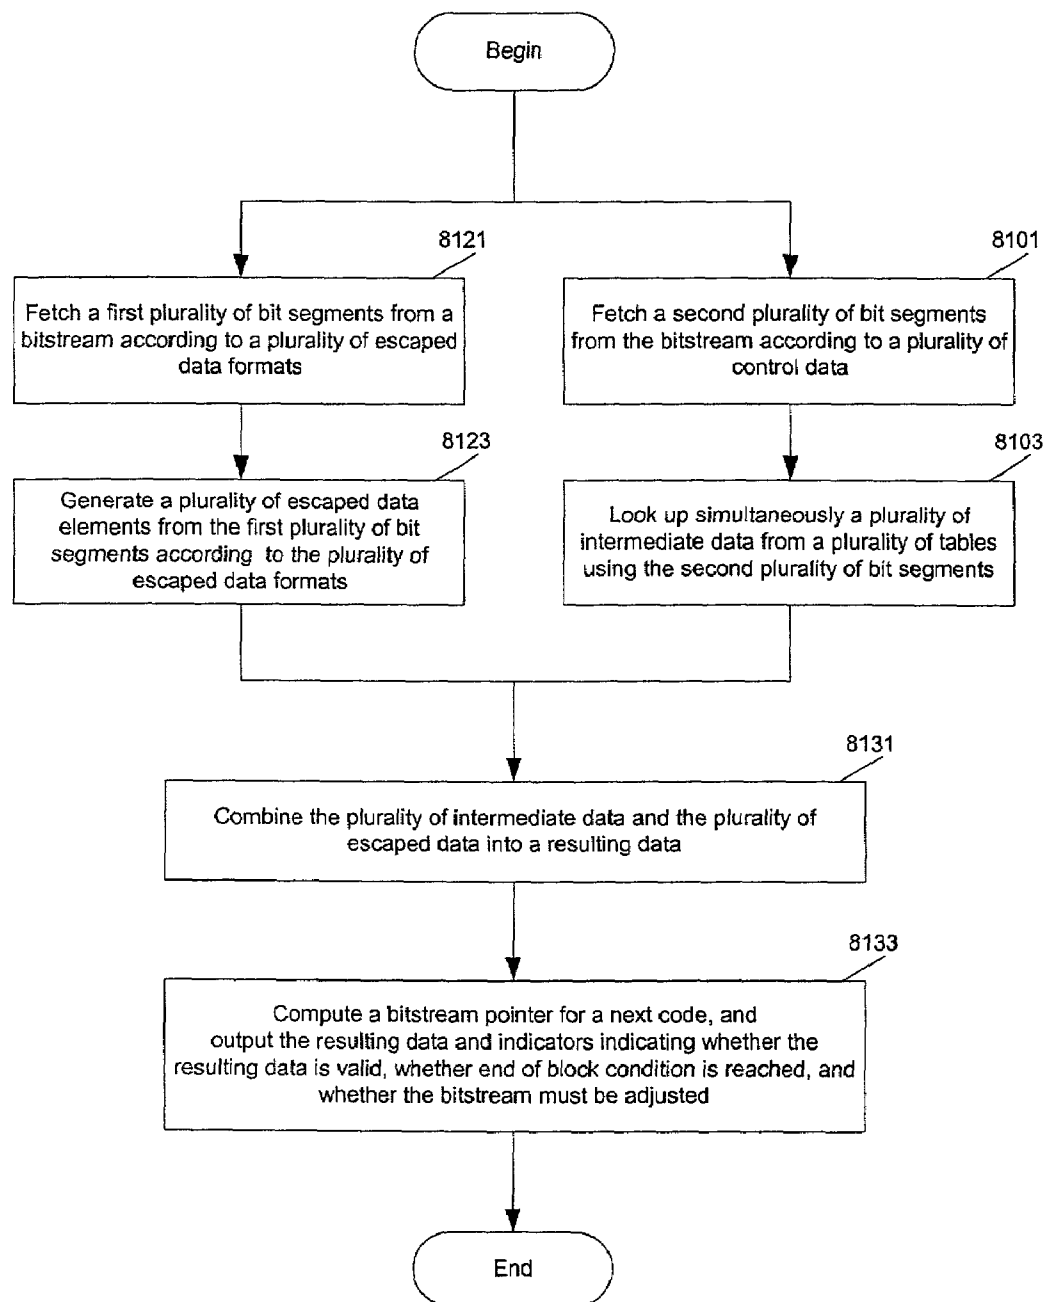 Begin
8121
Fetch a first plurality of bit segments from a
bitstream according to a plurality of escaped
data formats
8101
Fetch a second plurality of bit segments
from the bitstream according to a plurality of
control data
8123
Generate a plurality of escaped data
elements from the first plurality of bit
segments according to the plurality of
escaped data formats
8103
Look up simultaneously a plurality of
intermediate data from a plurality of tables
using the second plurality of bit segments
8131
Combine the plurality of intermediate data and the plurality of
escaped data into a resulting data
8133
Compute a bitstream pointer for a next code, and
output the resulting data and indicators indicating whether the
resulting data is valid, whether end of block condition is reached, and
whether the bitstream must be adjusted
End